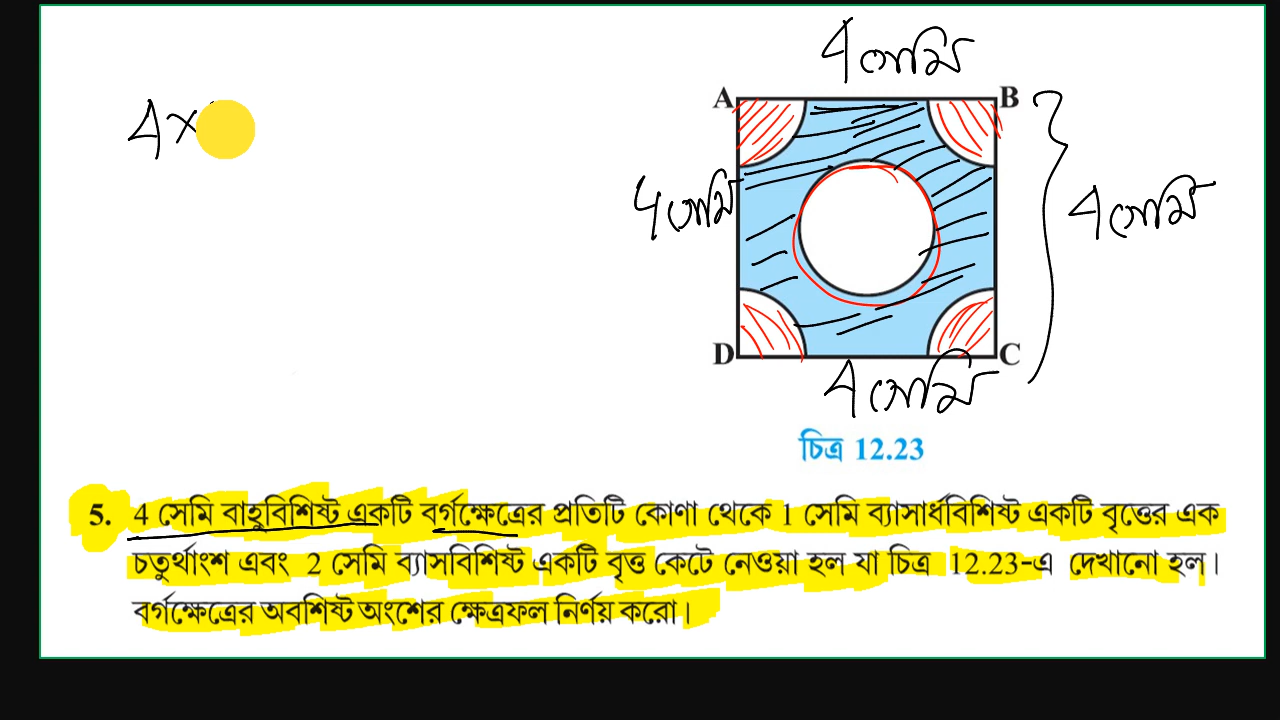 4 সেমি
A
B
4×
4 সেমি
4 সেমি
D
C
4 সেমি
চিত্র 12.23
5. 4 সেমি বাহুবিশিষ্ট একটি বর্গক্ষেত্রের প্রতিটি কোণা থেকে 1 সেমি ব্যাসার্ধবিশিষ্ট একটি বৃত্তের এক
চতুর্থাংশ এবং 2 সেমি ব্যাসবিশিষ্ট একটি বৃত্ত কেটে নেওয়া হল যা চিত্র 12.23-এ দেখানো হল।
বর্গক্ষেত্রের অবশিষ্ট অংশের ক্ষেত্রফল নির্ণয় করো।